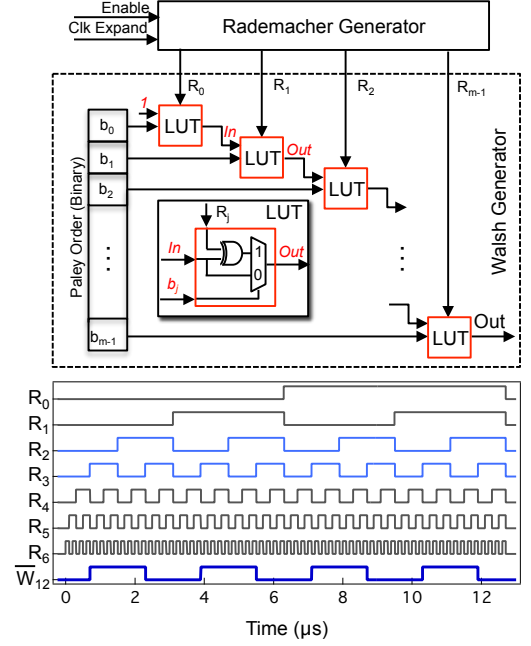 Enable
Clk Expand
Rademacher Generator
R0
R1
R2
Rm-1
1
b0
LUT
In
b1
LUT
Out
b2
LUT
Paley Order (Binary)
Walsh Generator
Rj
LUT
In
1
0
Out
bj
bm-1
LUT
Out
R0
R1
R2
R3
R4
R5
R6
W̅12
0 2 4 6 8 10 12
Time (μs)